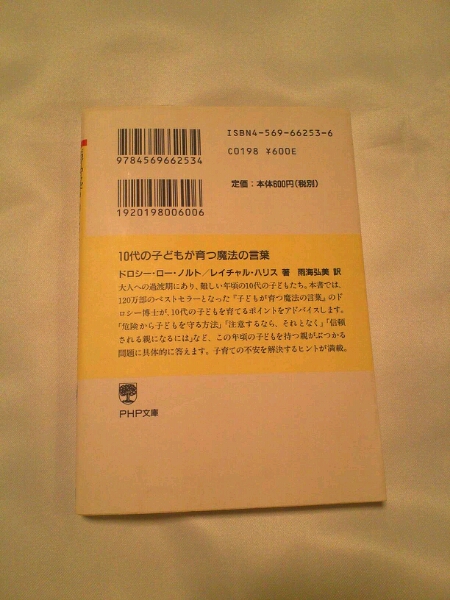 ISBN4-569-66253-6
C0198 ¥600E
9784569662534
定価:本体600円(税別)
1920198006006
10代の子どもが育つ魔法の言葉
ドロシー・ロー・ノルト/レイチャル・ハリス 著 雨海弘美 訳
大人への過渡期にあり、難しい年頃の10代の子どもたち。本書では、
120万部のベストセラーとなった『子どもが育つ魔法の言葉』のド
ロシー博士が、10代の子どもを育てるポイントをアドバイスします。
「危険から子どもを守る方法」「注意するなら、それとなく」「信頼
される親になるには」など、この年頃の子どもを持つ親がぶつかる
問題に具体的に答えます。子育ての不安を解決するヒントが満載。
PHP文庫